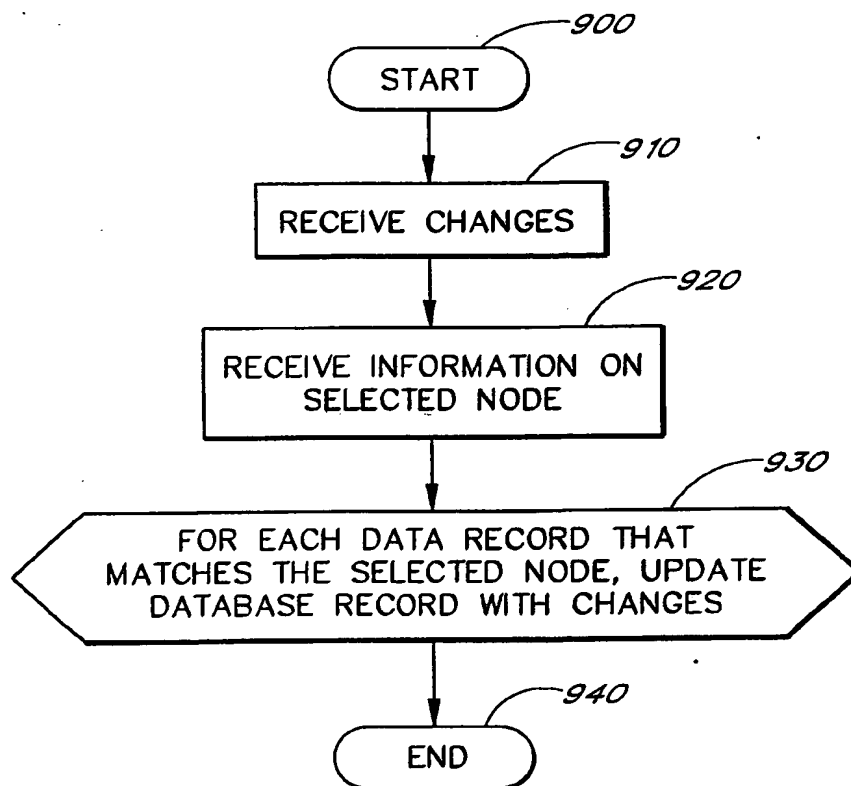 900
START
910
RECEIVE CHANGES
920
RECEIVE INFORMATION ON
SELECTED NODE
930
FOR EACH DATA RECORD THAT
MATCHES THE SELECTED NODE, UPDATE
DATABASE RECORD WITH CHANGES
940
END